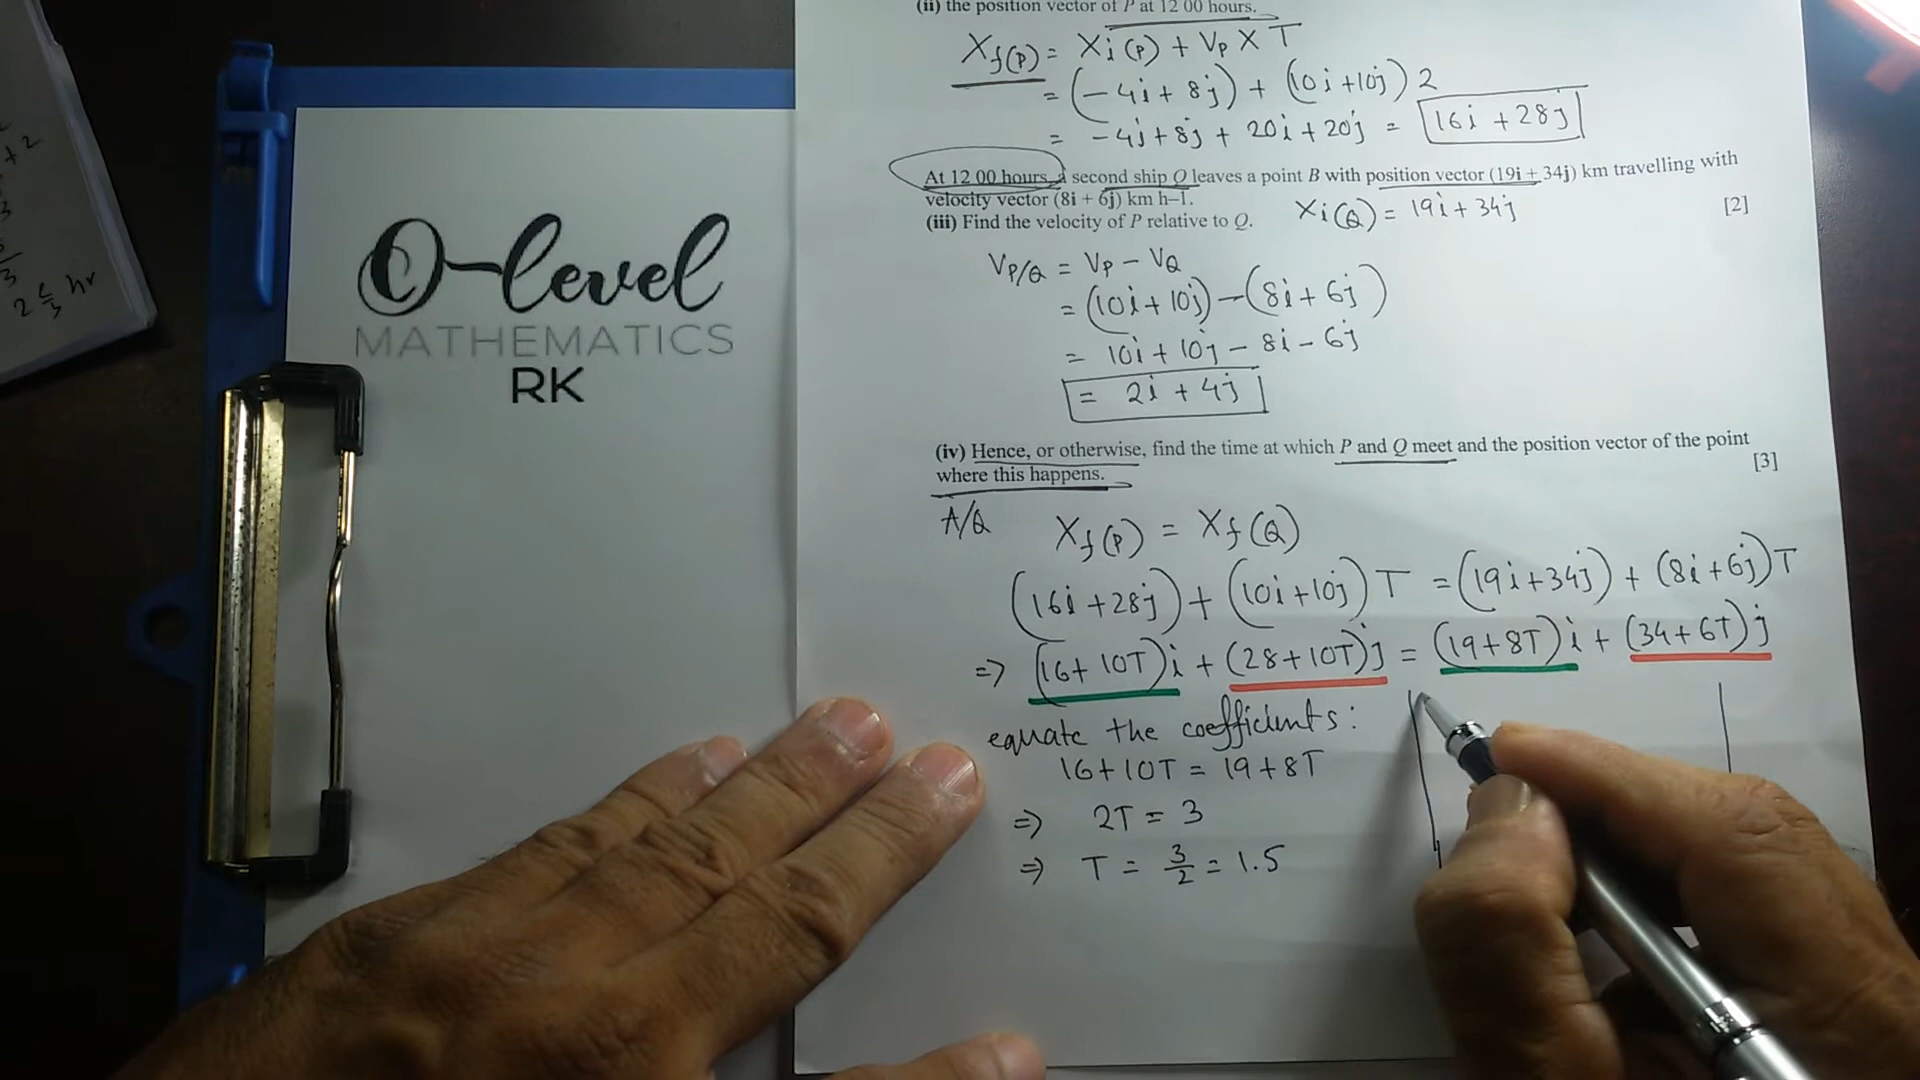 (ii) the position vector of P at 12 00 hours.
Xf(P) = Xi(P) + VP X T
= (-4i + 8j) + (10i + 10j) 2
= -4i + 8j + 20i + 20j = 16i + 28j
At 12 00 hours, a second ship Q leaves a point B with position vector (19i + 34j) km travelling with
velocity vector (8i + 6j) km h–1.
(iii) Find the velocity of P relative to Q.
Xi(Q) = 19i + 34j
[2]
VP/Q = VP - VQ
= (10i + 10j) - (8i + 6j)
= 10i + 10j - 8i - 6j
= 2i + 4j
(iv) Hence, or otherwise, find the time at which P and Q meet and the position vector of the point
where this happens.
[3]
A/Q Xf(P) = Xf(Q)
(16i + 28j) + (10i + 10j) T = (19i + 34j) + (8i + 6j) T
=> (16 + 10T)i + (28 + 10T)j = (19 + 8T)i + (34 + 6T)j
equate the coefficients:
16 + 10T = 19 + 8T
=> 2T = 3
=> T = 3/2 = 1.5
O-level
MATHEMATICS
RK
+ 2
3
3
hr